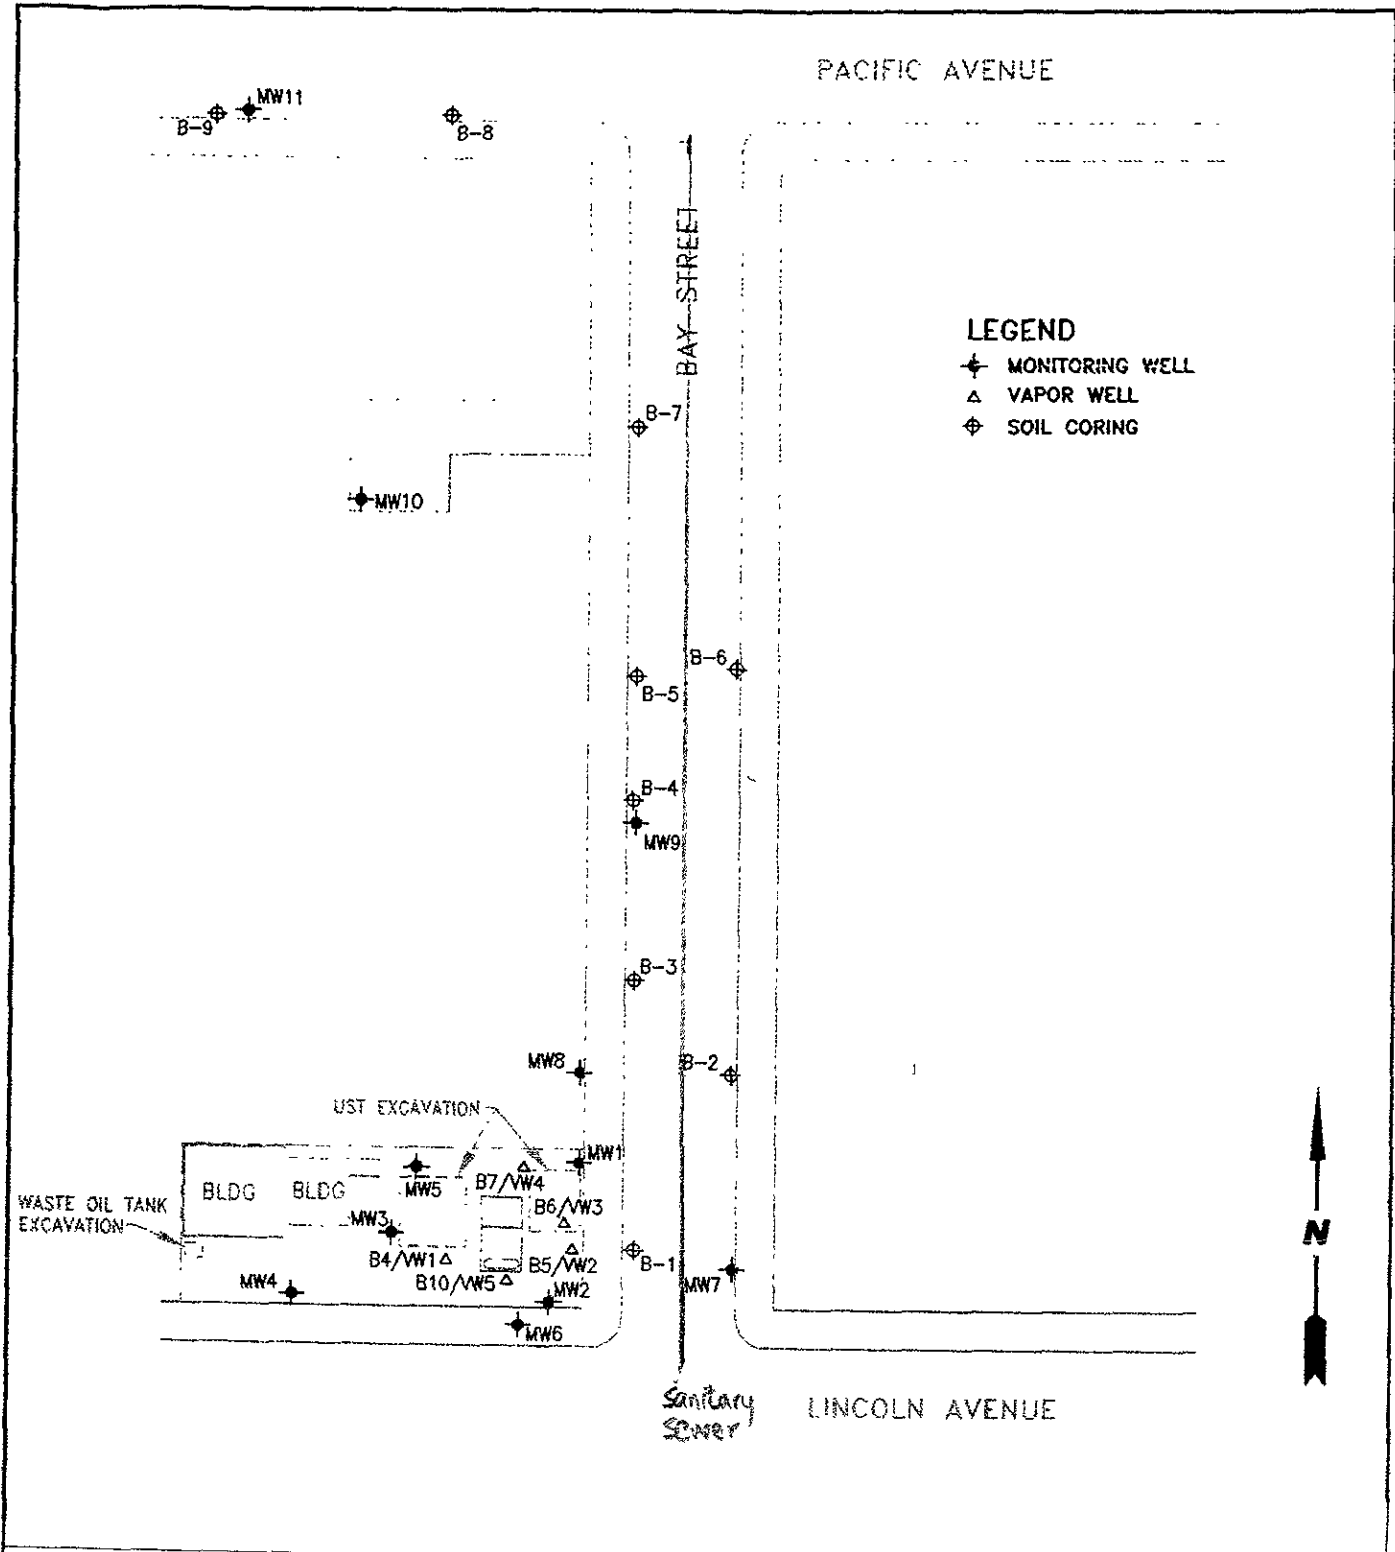 PACIFIC AVENUE
MW11
B-9
B-8
BAY STREET
LEGEND
MONITORING WELL
VAPOR WELL
SOIL CORING
B-7
MW10
B-6
B-5
B-4
MW9
B-3
MW8
B-2
UST EXCAVATION
MW1
BLDG
BLDG
MW5
B7/VW4
WASTE OIL TANK
EXCAVATION
MW3
B6/VW3
B4/VW1
B5/VW2
B-1
B10/VW5
MW4
MW2
MW7
MW6
N
Sanitary
Sewer
LINCOLN AVENUE